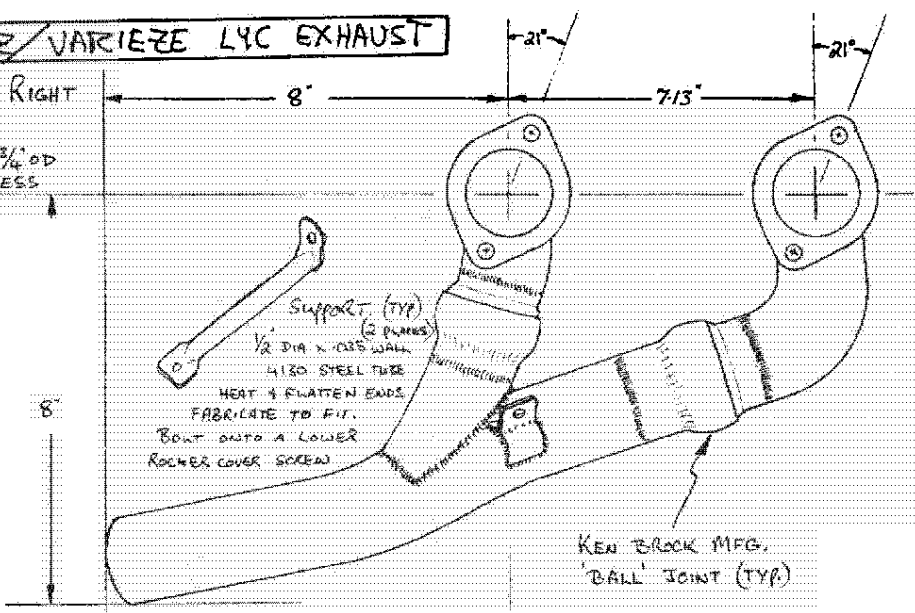 Z/VARIEZE LYC EXHAUST
RIGHT
8"
7.13"
21°
21°
3/4" OD
ESS
8"
SUPPORT (TYP)
(2 PLACES)
1/2 DIA x .035 WALL
4130 STEEL TUBE
HEAT & FLATTEN ENDS
FABRICATE TO FIT.
BOLT ONTO A LOWER
ROCKER COVER SCREW
KEN BROCK MFG.
'BALL' JOINT (TYP.)